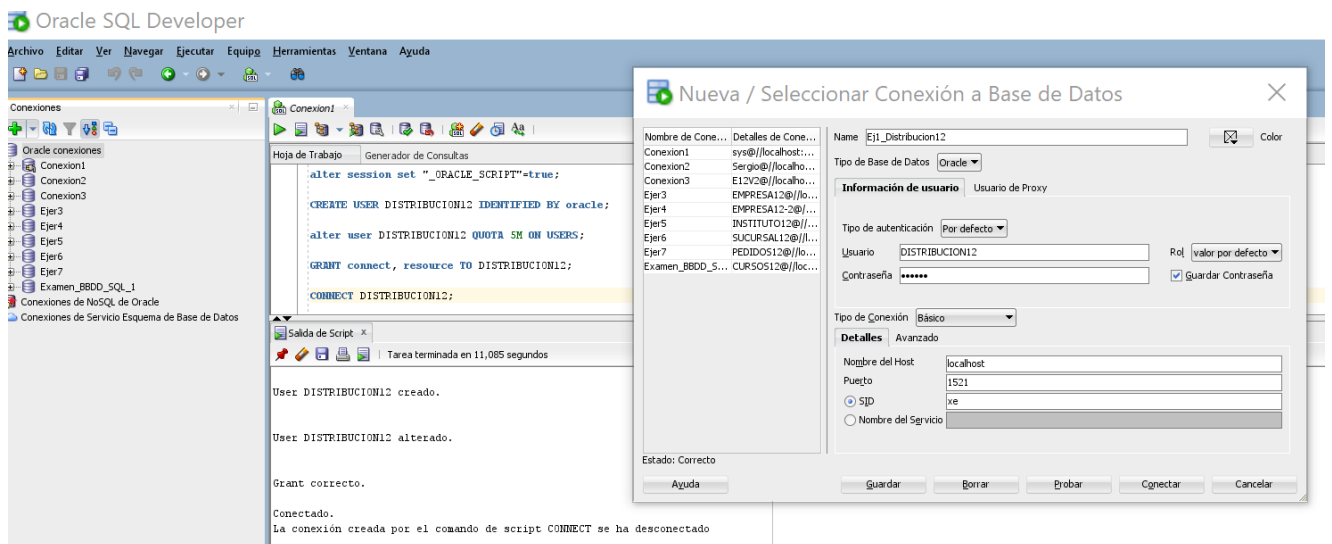 Oracle SQL Developer
Archivo Editar Ver Navegar Ejecutar Equipo Herramientas Ventana Ayuda
Conexiones
Oracle conexiones
Conexion1
Conexion2
Conexion3
Ejer3
Ejer4
Ejer5
Ejer6
Ejer7
Examen_BBDD_SQL_1
Conexiones de NoSQL de Oracle
Conexiones de Servicio Esquema de Base de Datos
Conexion1
Hoja de Trabajo Generador de Consultas
alter session set "_ORACLE_SCRIPT"=true;
CREATE USER DISTRIBUCION12 IDENTIFIED BY oracle;
alter user DISTRIBUCION12 QUOTA 5M ON USERS;
GRANT connect, resource TO DISTRIBUCION12;
CONNECT DISTRIBUCION12;
Salida de Script
Tarea terminada en 11,085 segundos
User DISTRIBUCION12 creado.
User DISTRIBUCION12 alterado.
Grant correcto.
Conectado.
La conexión creada por el comando de script CONNECT se ha desconectado
Nueva / Seleccionar Conexión a Base de Datos
Nombre de Cone... Detalles de Cone...
Conexion1 sys@//localhost:...
Conexion2 Sergio@//localho...
Conexion3 E12V2@//localho...
Ejer3 EMPRESA12@//lo...
Ejer4 EMPRESA12-2@/...
Ejer5 INSTITUTO12@//...
Ejer6 SUCURSAL12@//l...
Ejer7 PEDIDOS12@//lo...
Examen_BBDD_S... CURSOS12@//loc...
Estado: Correcto
Name Ej1_Distribucion12
Color
Tipo de Base de Datos Oracle
Información de usuario Usuario de Proxy
Tipo de autenticación Por defecto
Usuario DISTRIBUCION12 Rol valor por defecto
Contraseña •••••• Guardar Contraseña
Tipo de Conexión Básico
Detalles Avanzado
Nombre del Host localhost
Puerto 1521
SID xe
Nombre del Servicio
Ayuda Guardar Borrar Probar Conectar Cancelar